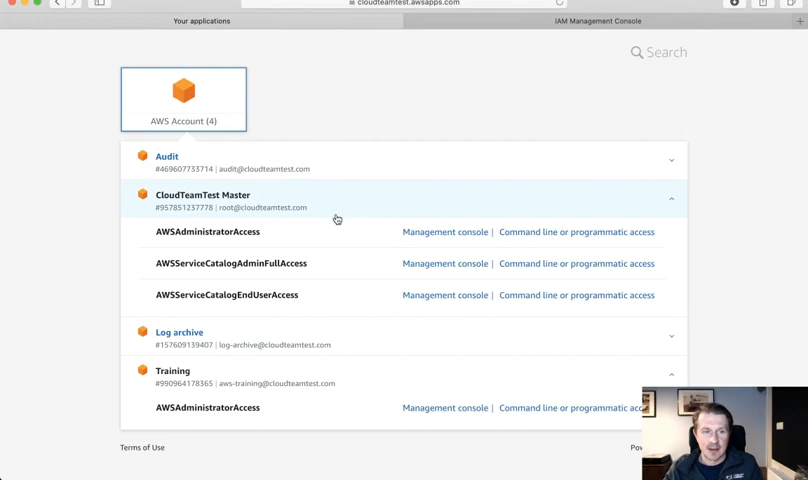 cloudteamtest.awsapps.com
Your applications
IAM Management Console
Search
AWS Account (4)
Audit
#469607733714 | audit@cloudteamtest.com
CloudTeamTest Master
#957851237778 | root@cloudteamtest.com
AWSAdministratorAccess
Management console | Command line or programmatic access
AWSServiceCatalogAdminFullAccess
Management console | Command line or programmatic access
AWSServiceCatalogEndUserAccess
Management console | Command line or programmatic access
Log archive
#157609139407 | log-archive@cloudteamtest.com
Training
#990964178365 | aws-training@cloudteamtest.com
AWSAdministratorAccess
Management console | Command line or programmatic acc
Terms of Use
Pow